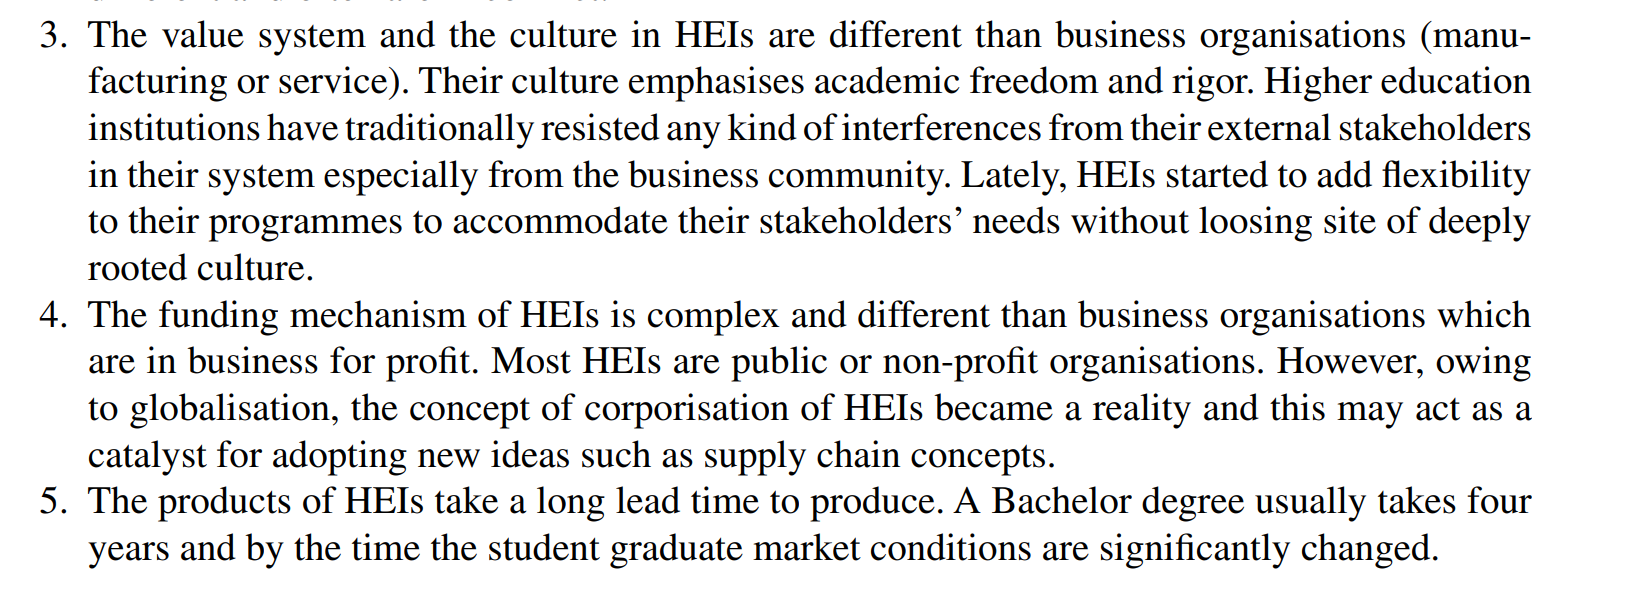 3. The value system and the culture in HEIs are different than business organisations (manu-
facturing or service). Their culture emphasises academic freedom and rigor. Higher education
institutions have traditionally resisted any kind of interferences from their external stakeholders
in their system especially from the business community. Lately, HEIs started to add flexibility
to their programmes to accommodate their stakeholders’ needs without loosing site of deeply
rooted culture.
4. The funding mechanism of HEIs is complex and different than business organisations which
are in business for profit. Most HEIs are public or non-profit organisations. However, owing
to globalisation, the concept of corporisation of HEIs became a reality and this may act as a
catalyst for adopting new ideas such as supply chain concepts.
5. The products of HEIs take a long lead time to produce. A Bachelor degree usually takes four
years and by the time the student graduate market conditions are significantly changed.